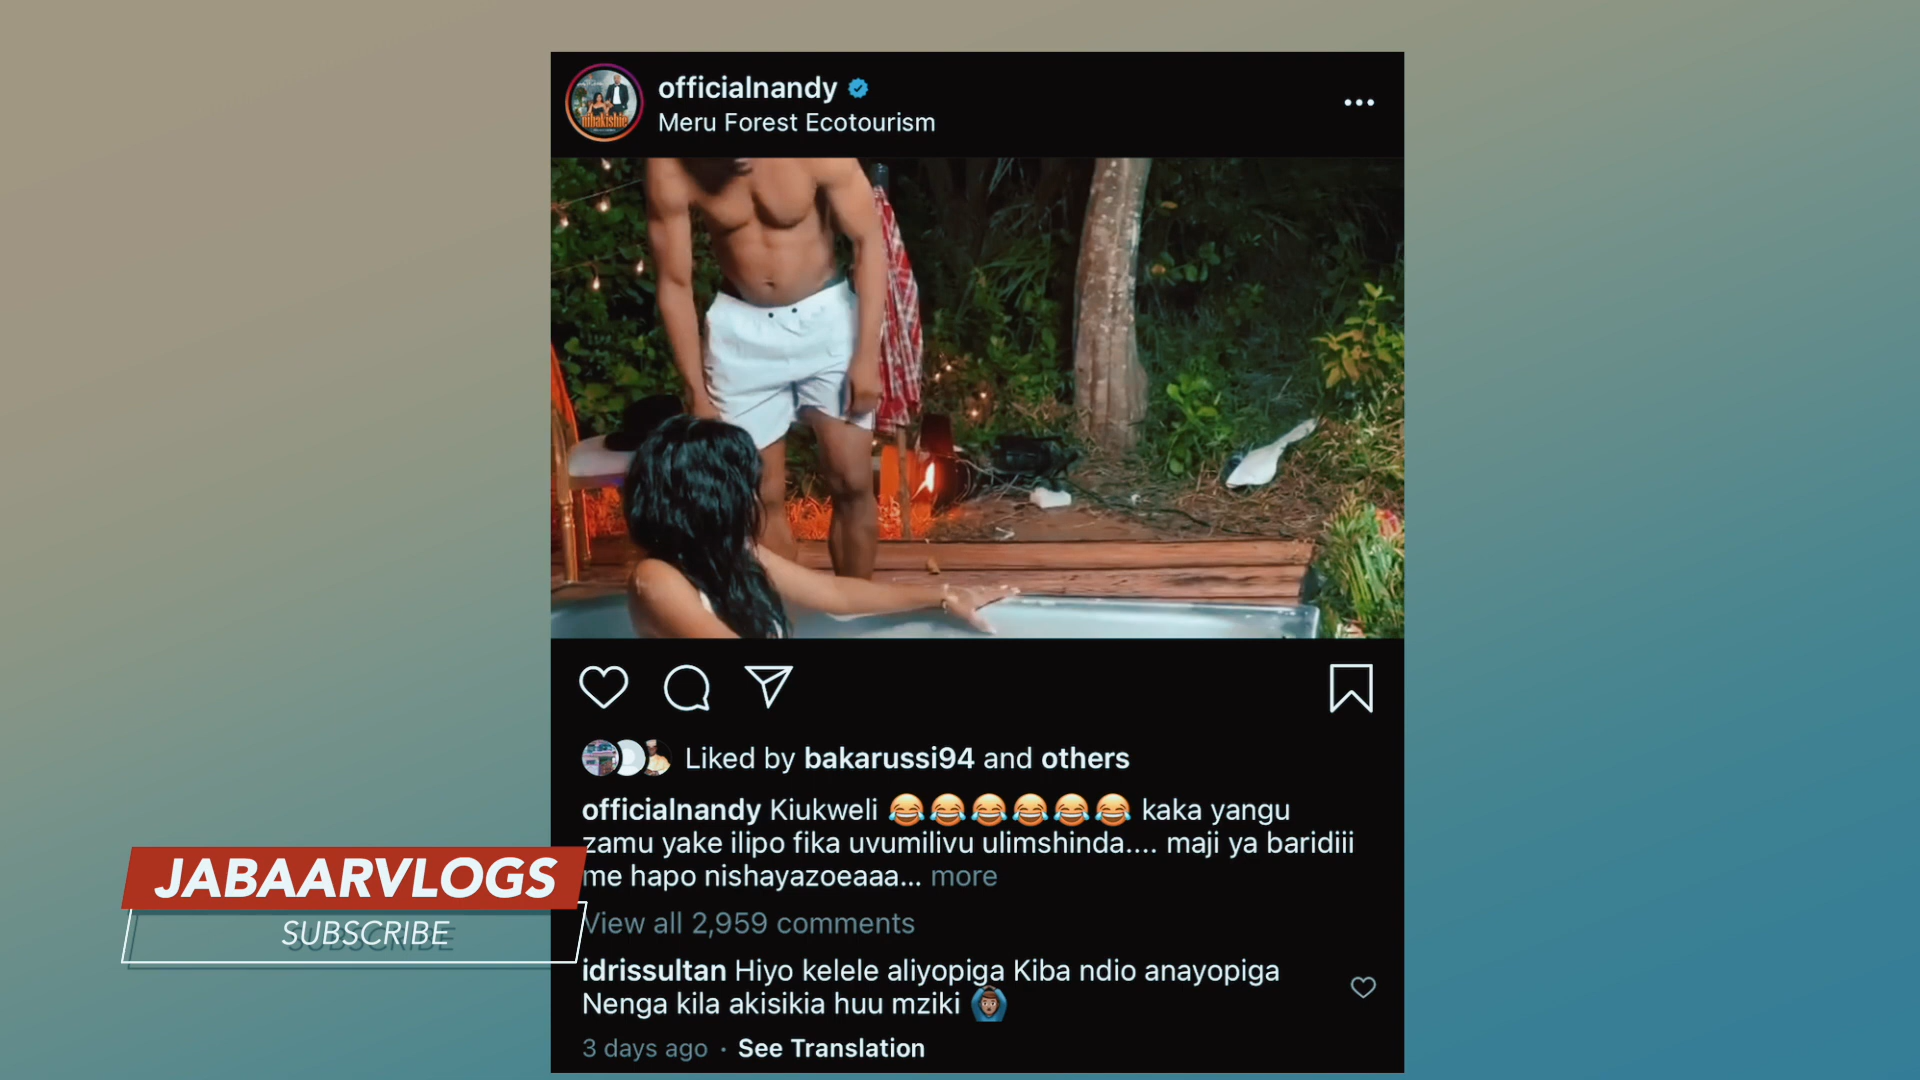 officialnandy
Meru Forest Ecotourism
nibakishie
Liked by bakarussi94 and others
officialnandy Kiukweli 😂😂😂😂😂😂 kaka yangu
zamu yake ilipo fika uvumilivu ulimshinda.... maji ya baridiii
me hapo nishayazoeaaa... more
View all 2,959 comments
idrissultan Hiyo kelele aliyopiga Kiba ndio anayopiga
Nenga kila akisikia huu mziki 🙆🏽‍♂️
3 days ago · See Translation
JABAARVLOGS
SUBSCRIBE